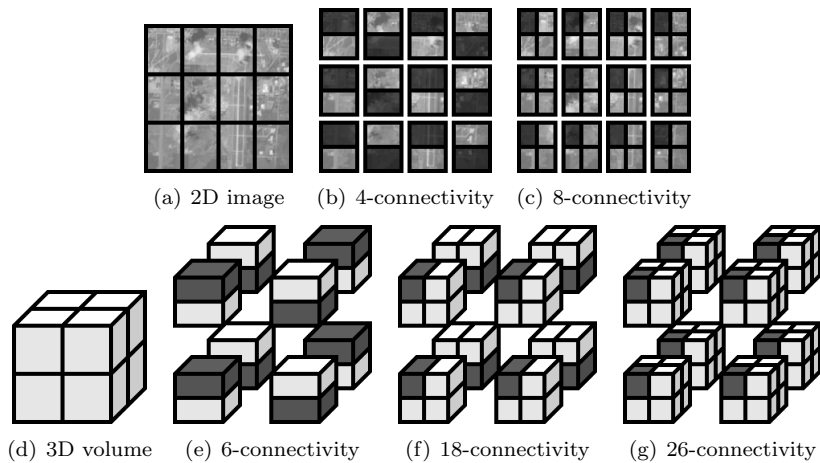 (a) 2D image
(b) 4-connectivity
(c) 8-connectivity
(d) 3D volume
(e) 6-connectivity
(f) 18-connectivity
(g) 26-connectivity